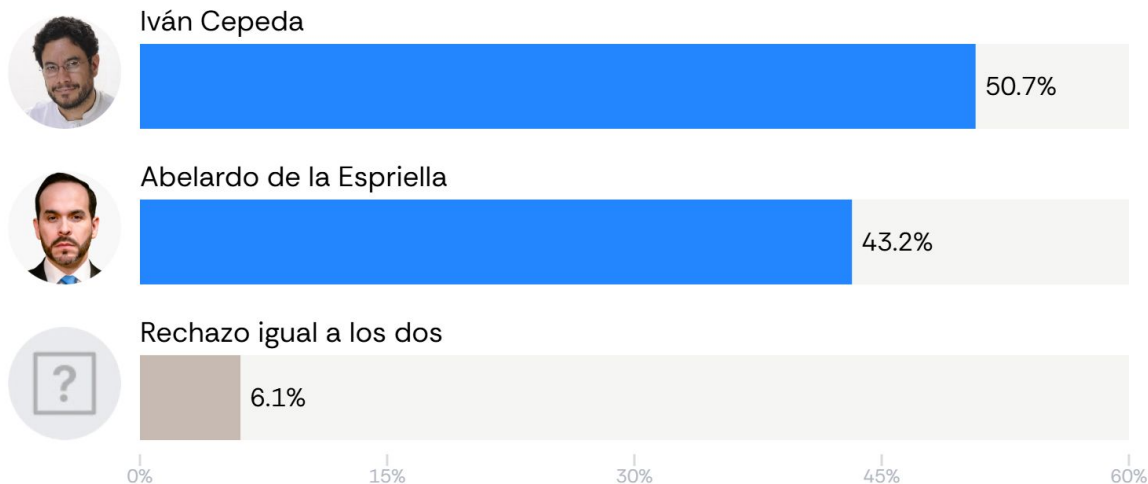 Iván Cepeda
50.7%
Abelardo de la Espriella
43.2%
Rechazo igual a los dos
?
6.1%
0% 15% 30% 45% 60%